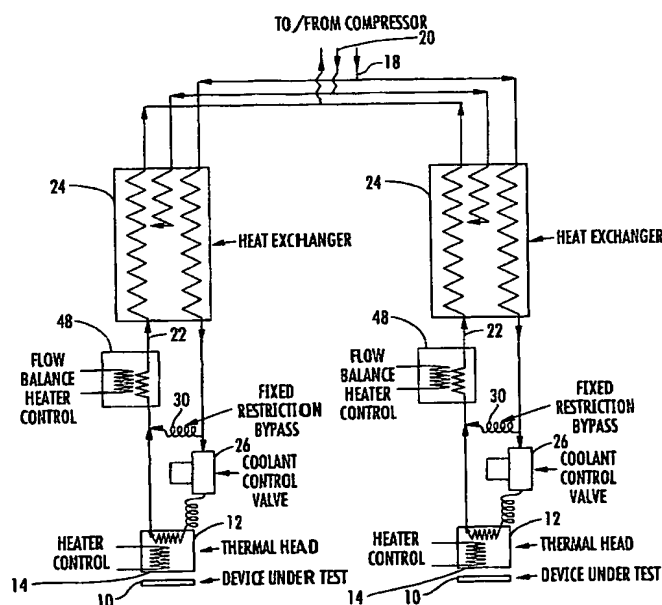 TO/FROM COMPRESSOR
20
18
24
HEAT EXCHANGER
24
HEAT EXCHANGER
48
22
FLOW
BALANCE
HEATER
CONTROL
30
FIXED
RESTRICTION
BYPASS
26
COOLANT
CONTROL
VALVE
12
HEATER
CONTROL
THERMAL HEAD
14
10
DEVICE UNDER TEST
48
22
FLOW
BALANCE
HEATER
CONTROL
30
FIXED
RESTRICTION
BYPASS
26
COOLANT
CONTROL
VALVE
12
HEATER
CONTROL
THERMAL HEAD
14
10
DEVICE UNDER TEST